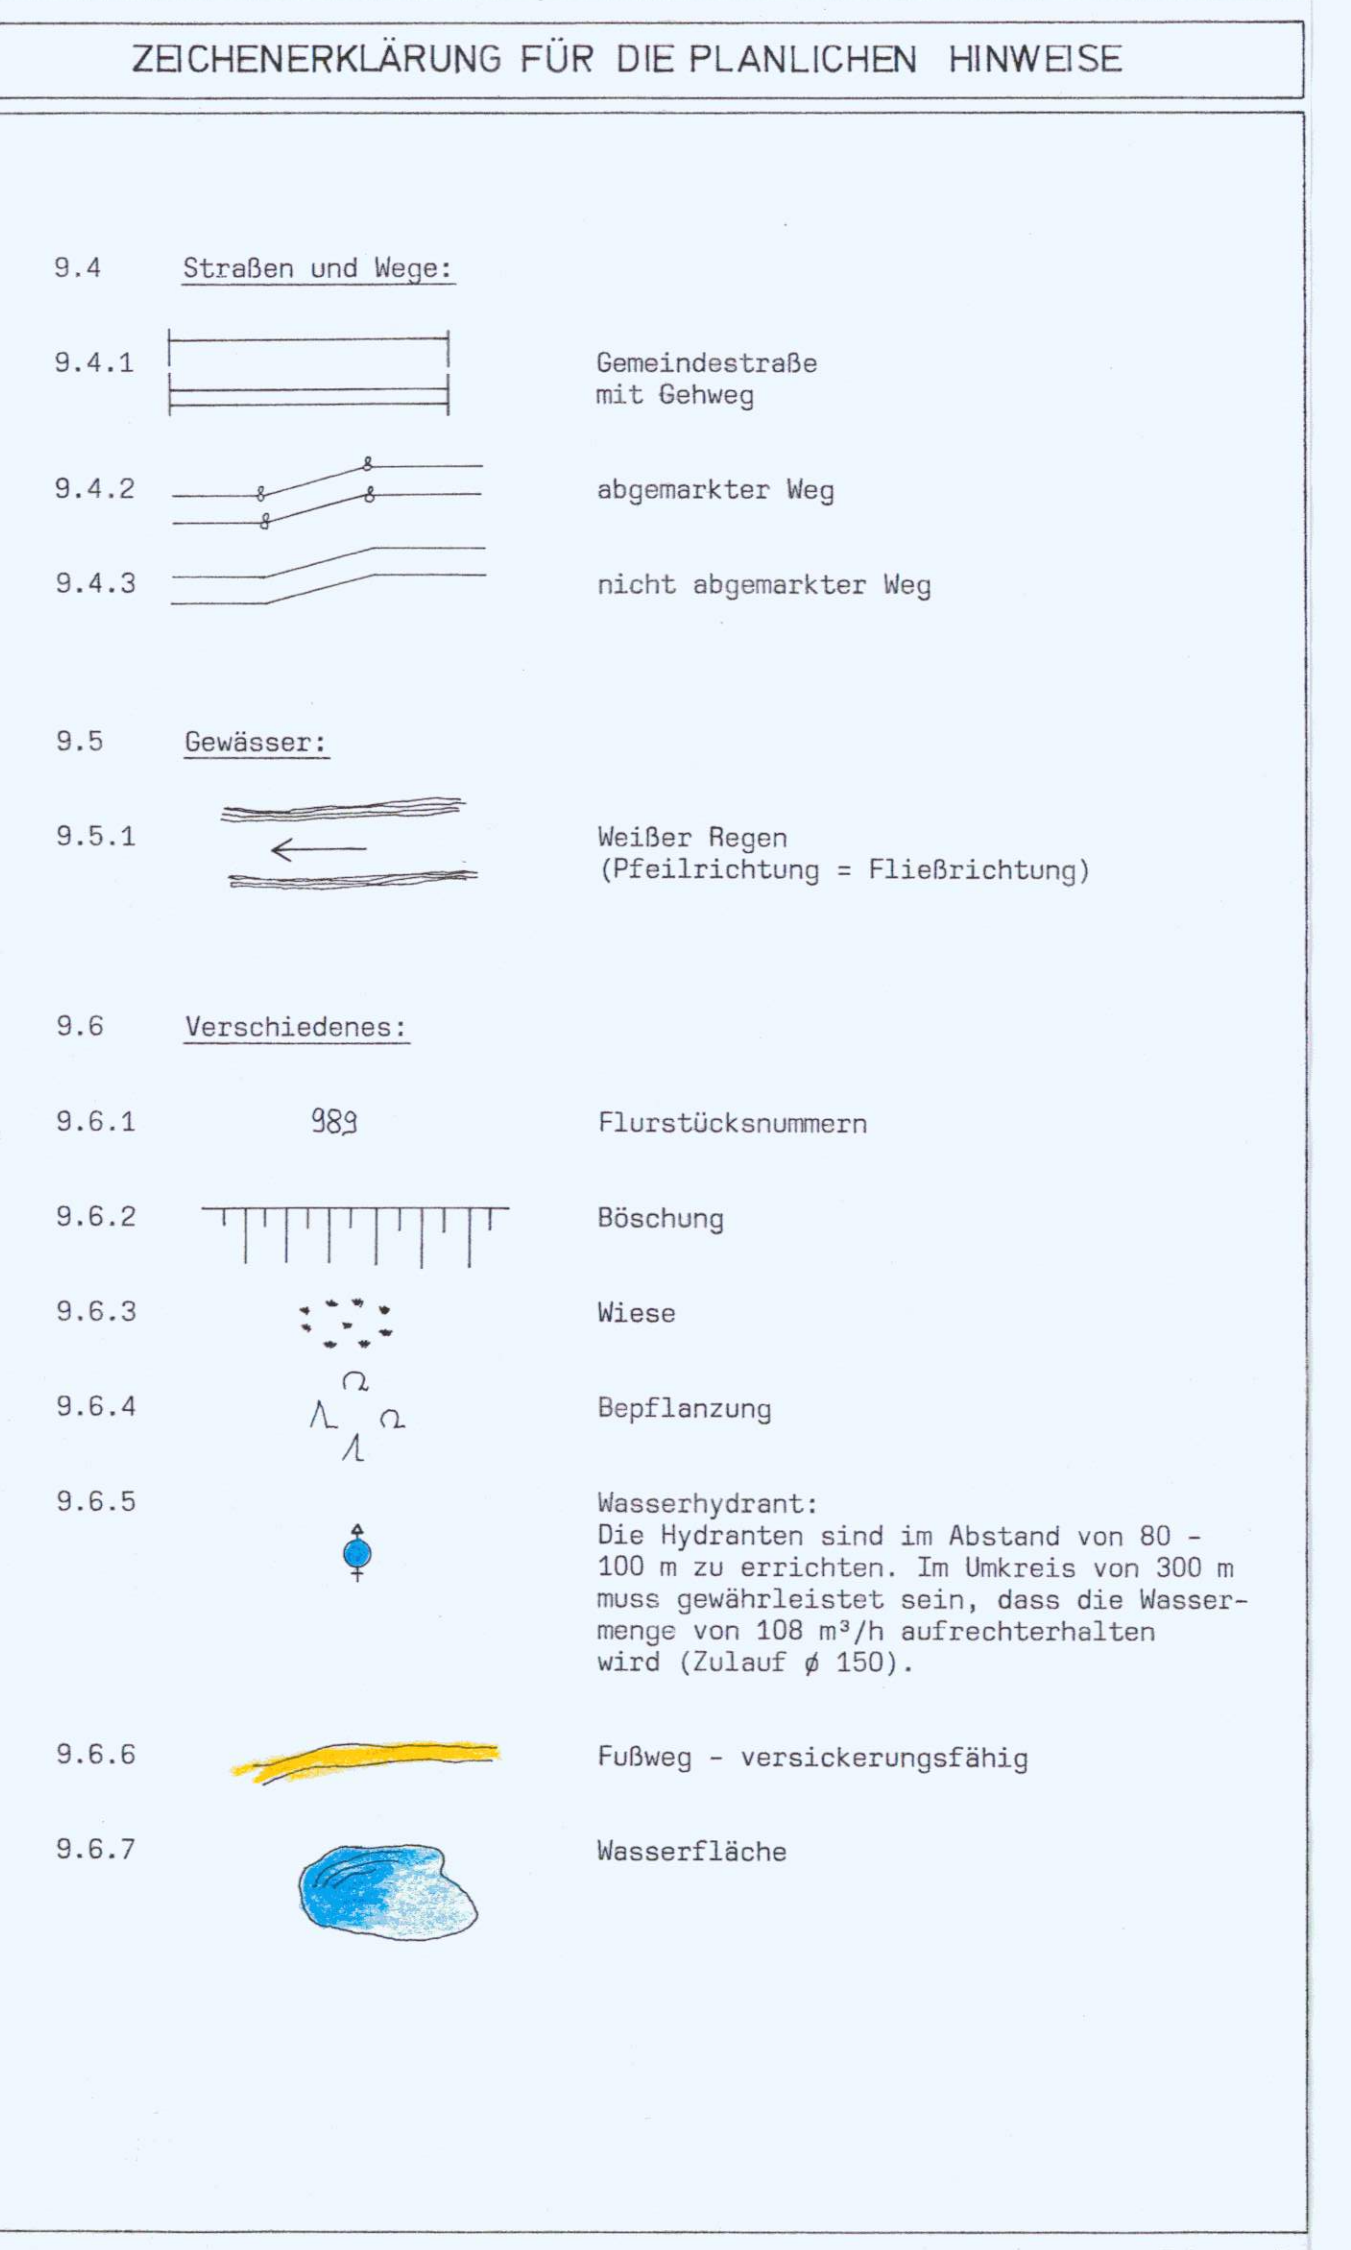 ZEICHENERKLÄRUNG FÜR DIE PLANLICHEN HINWEISE
9.4 Straßen und Wege:
9.4.1 Gemeindestraße
mit Gehweg
9.4.2 abgemarkter Weg
9.4.3 nicht abgemarkter Weg
9.5 Gewässer:
9.5.1 Weißer Regen
(Pfeilrichtung = Fließrichtung)
9.6 Verschiedenes:
9.6.1 989 Flurstücksnummern
9.6.2 Böschung
9.6.3 Wiese
9.6.4 Bepflanzung
9.6.5 Wasserhydrant:
Die Hydranten sind im Abstand von 80 -
100 m zu errichten. Im Umkreis von 300 m
muss gewährleistet sein, dass die Wasser-
menge von 108 m³/h aufrechterhalten
wird (Zulauf ø 150).
9.6.6 Fußweg - versickerungsfähig
9.6.7 Wasserfläche